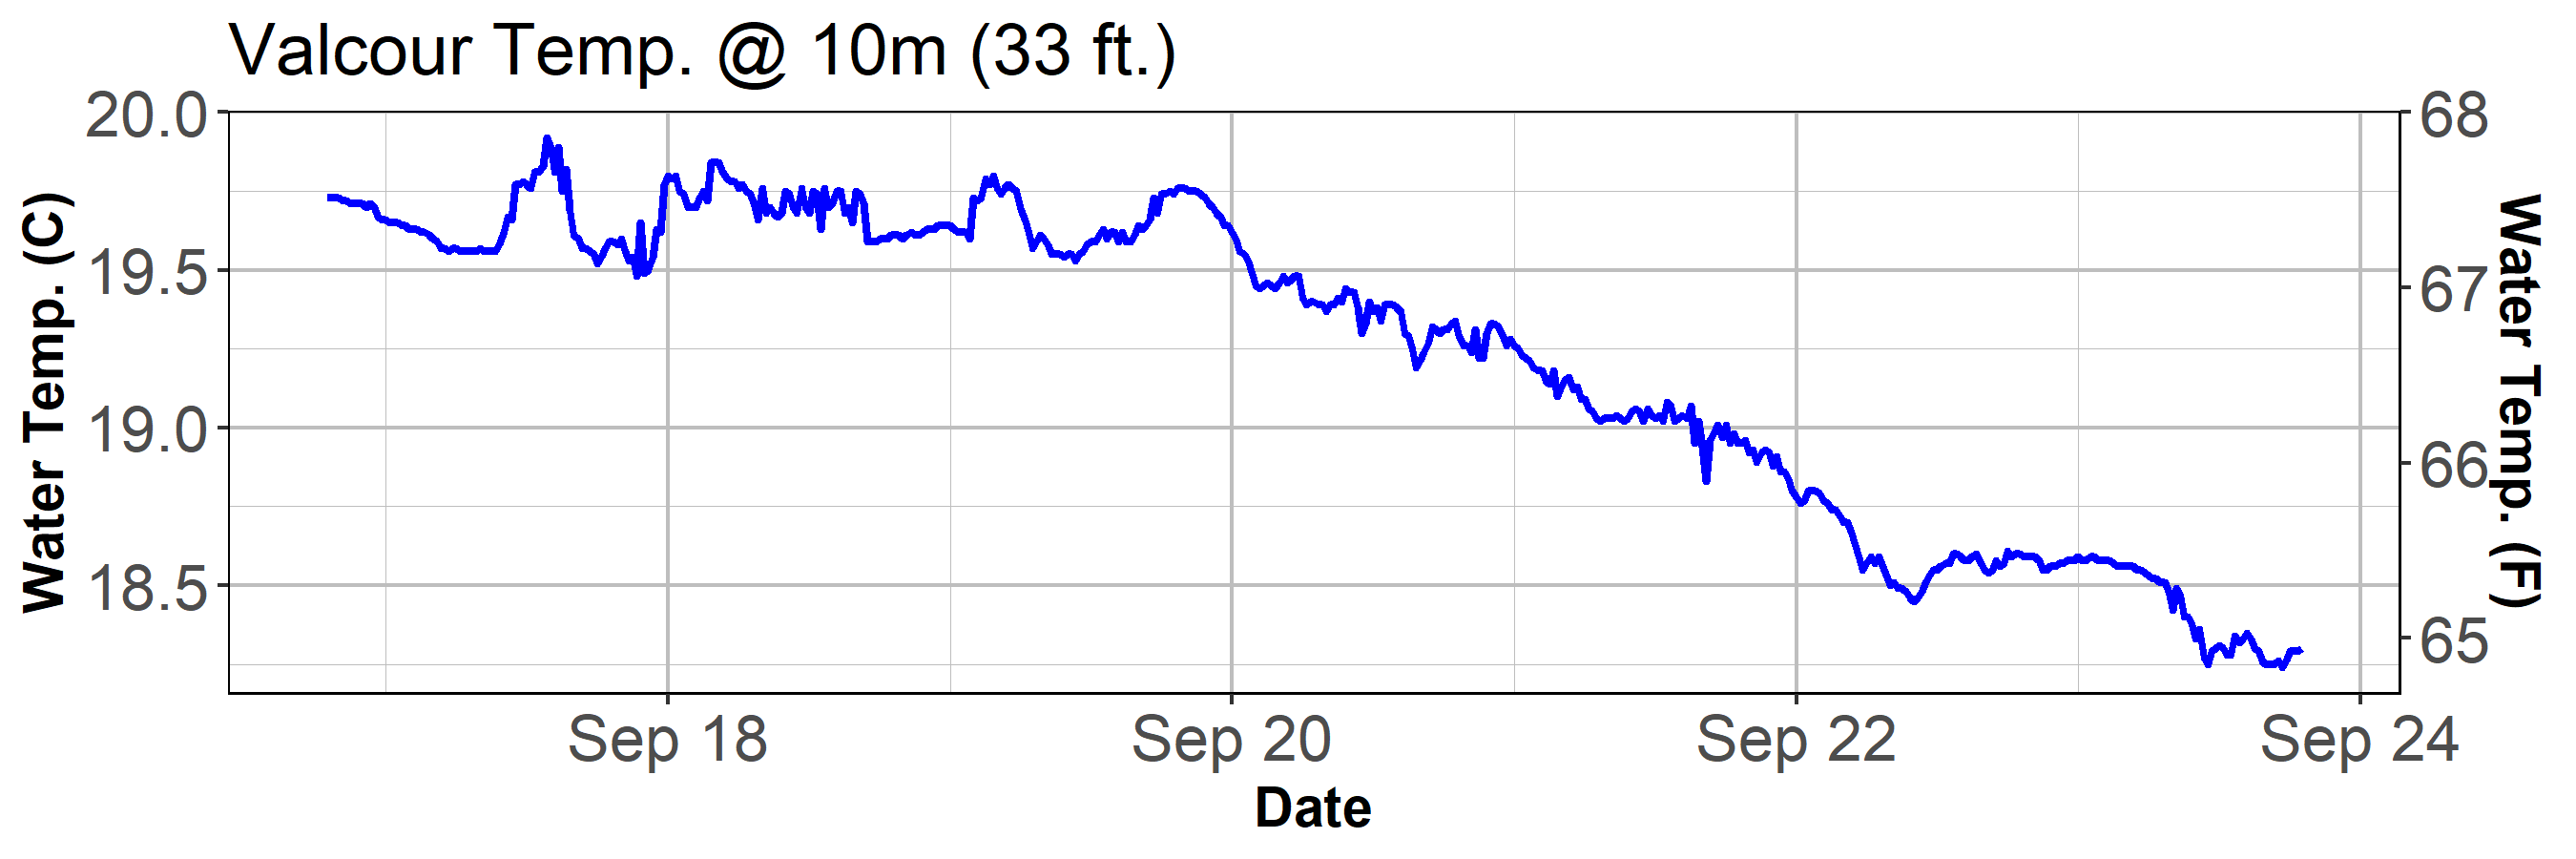 Valcour Temp. @ 10m (33 ft.)
20.0
19.5
19.0
18.5
Water Temp. (C)
68
67
66
65
Water Temp. (F)
Sep 18
Sep 20
Sep 22
Sep 24
Date